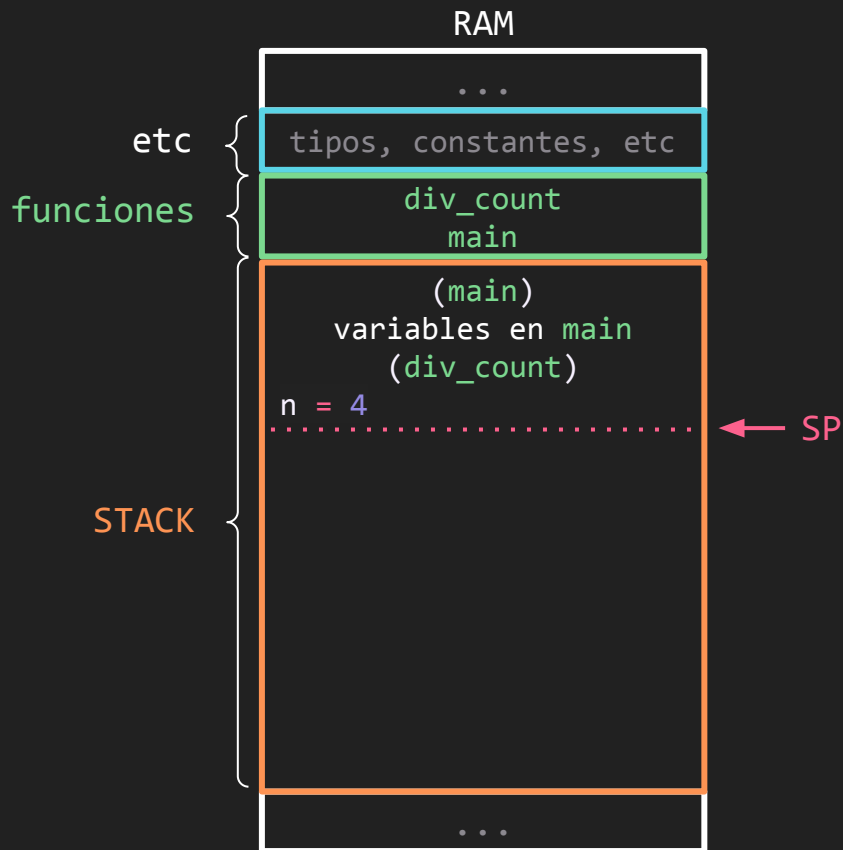 RAM
...
etc
tipos, constantes, etc
funciones
div_count
main
(main)
variables en main
(div_count)
n = 4
SP
STACK
...